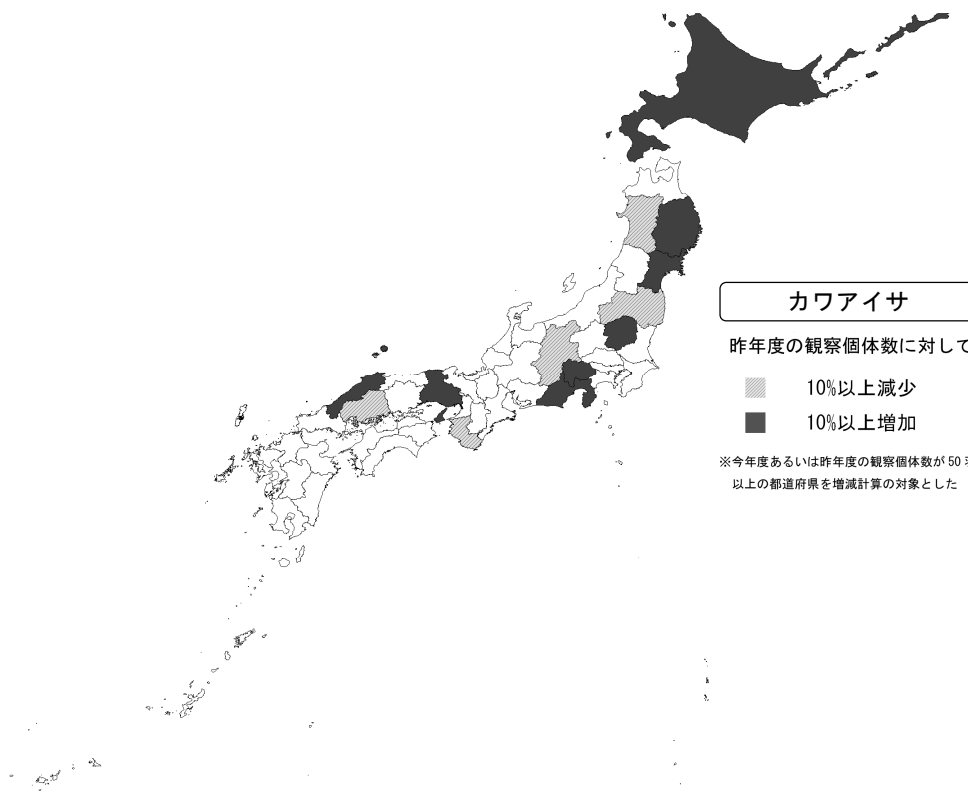 カワアイサ
昨年度の観察個体数に対して
10%以上減少
10%以上増加
※今年度あるいは昨年度の観察個体数が50
以上の都道府県を増減計算の対象とした